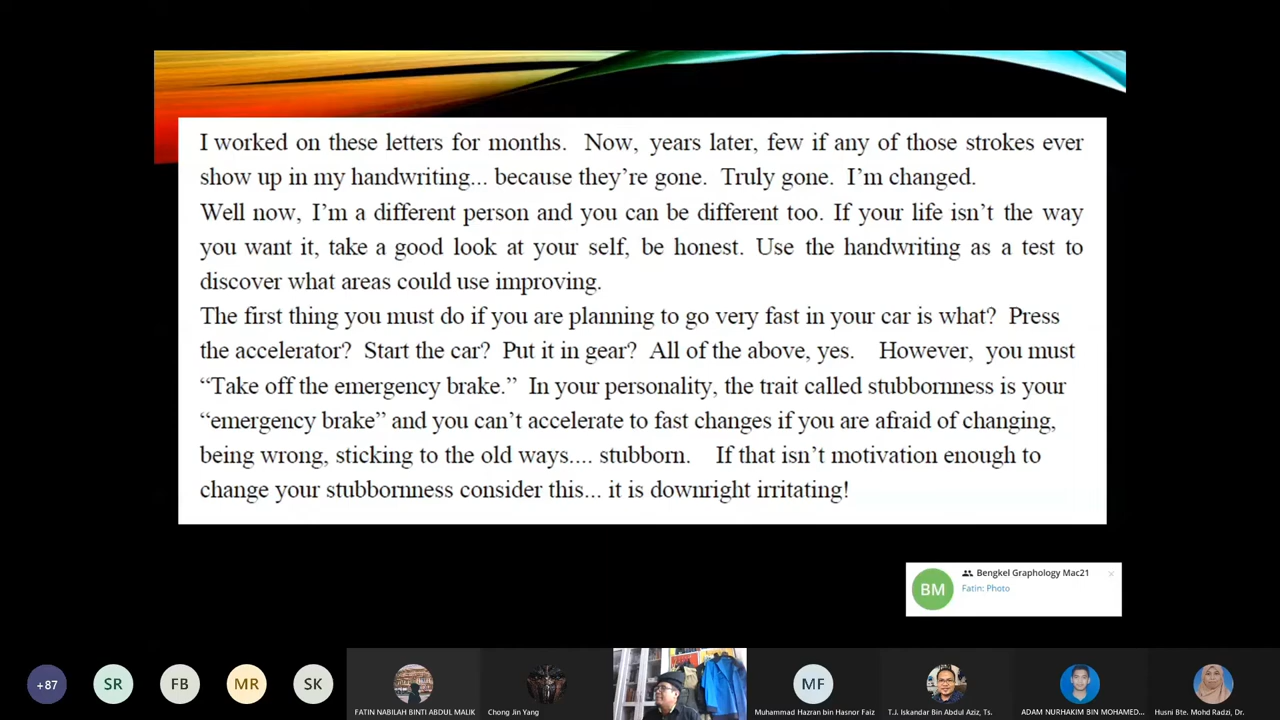 I worked on these letters for months. Now, years later, few if any of those strokes ever
show up in my handwriting... because they're gone. Truly gone. I'm changed.
Well now, I'm a different person and you can be different too. If your life isn't the way
you want it, take a good look at your self, be honest. Use the handwriting as a test to
discover what areas could use improving.
The first thing you must do if you are planning to go very fast in your car is what? Press
the accelerator? Start the car? Put it in gear? All of the above, yes. However, you must
“Take off the emergency brake.” In your personality, the trait called stubbornness is your
“emergency brake” and you can't accelerate to fast changes if you are afraid of changing,
being wrong, sticking to the old ways.... stubborn. If that isn't motivation enough to
change your stubbornness consider this... it is downright irritating!
BM
Bengkel Graphology Mac21
Fatin: Photo
+87
SR
FB
MR
SK
MF
FATIN NABILAH BINTI ABDUL MALIK
Chong Jin Yang
Muhammad Hazran bin Hasnor Faiz
T.J. Iskandar Bin Abdul Aziz, Ts.
ADAM NURHAKIM BIN MOHAMED...
Husni Bte. Mohd Radzi, Dr.